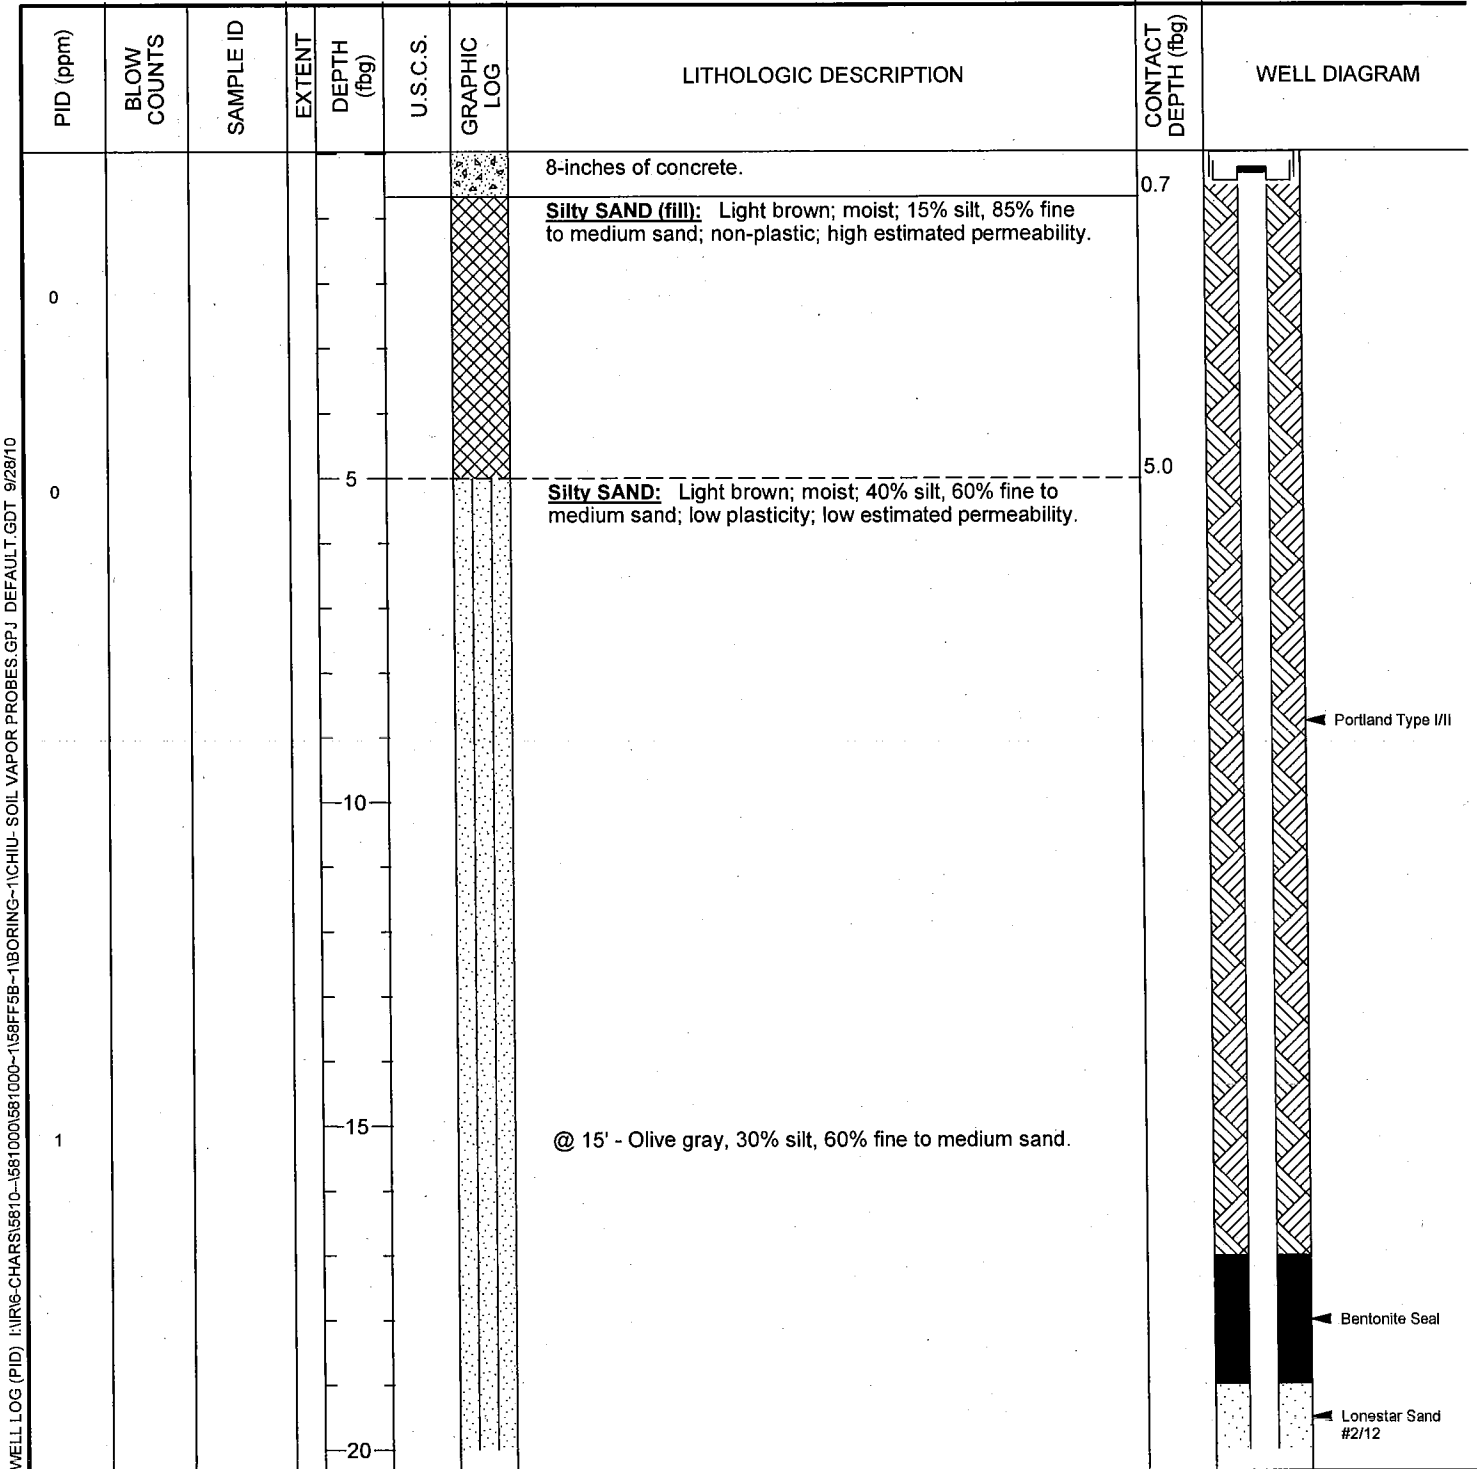 PID (ppm)
BLOW
COUNTS
SAMPLE ID
EXTENT
DEPTH
(fbg)
U.S.C.S.
GRAPHIC
LOG
LITHOLOGIC DESCRIPTION
CONTACT
DEPTH (fbg)
WELL DIAGRAM
8-inches of concrete.
0.7
Silty SAND (fill): Light brown; moist; 15% silt, 85% fine
to medium sand; non-plastic; high estimated permeability.
0
5
5.0
0
Silty SAND: Light brown; moist; 40% silt, 60% fine to
medium sand; low plasticity; low estimated permeability.
Portland Type I/II
10
15
1
@ 15' - Olive gray, 30% silt, 60% fine to medium sand.
Bentonite Seal
Lonestar Sand
#2/12
20
WELL LOG (PID) I:\IR\6-CHARS\5810--\581000\581000~1\58FF5B~1\BORING~1\CHIU- SOIL VAPOR PROBES.GPJ DEFAULT.GDT 9/28/10